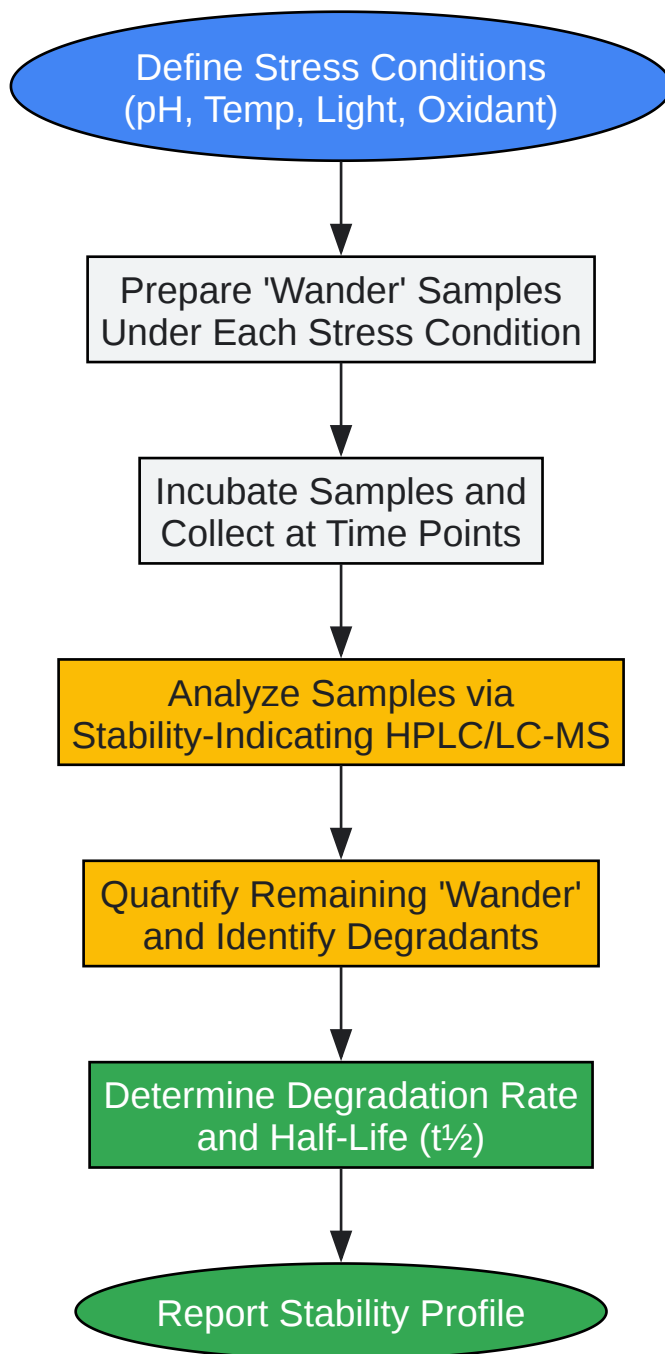 Define Stress Conditions
(pH, Temp, Light, Oxidant)
Prepare 'Wander' Samples
Under Each Stress Condition
Incubate Samples and
Collect at Time Points
Analyze Samples via
Stability-Indicating HPLC/LC-MS
Quantify Remaining 'Wander'
and Identify Degradants
Determine Degradation Rate
and Half-Life (t½)
Report Stability Profile